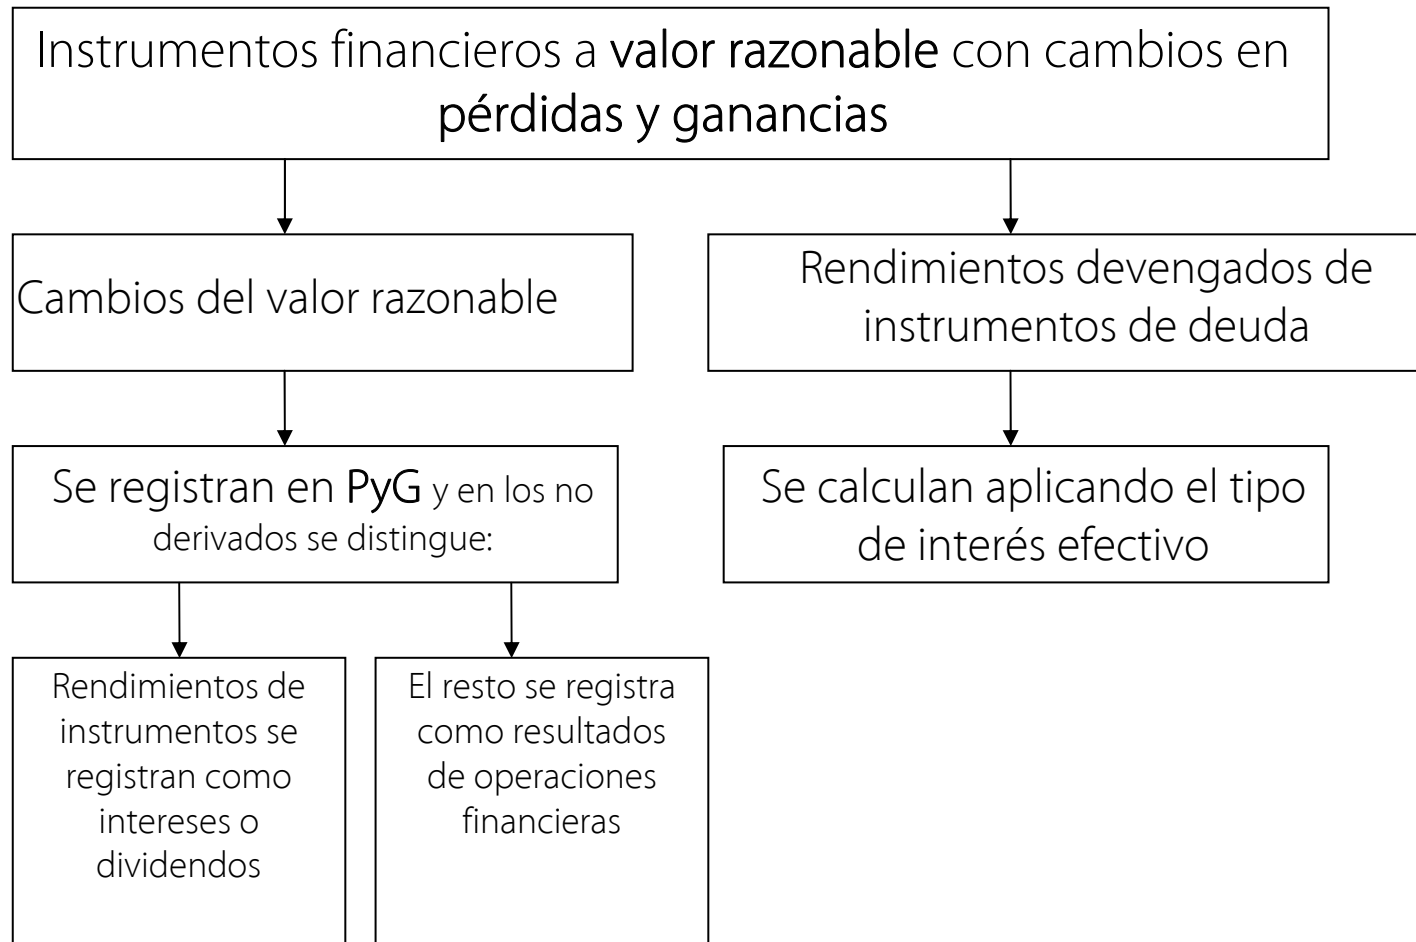 Instrumentos financieros a valor razonable con cambios en
pérdidas y ganancias
Cambios del valor razonable
Rendimientos devengados de
instrumentos de deuda
Se registran en PyG y en los no
derivados se distingue:
Se calculan aplicando el tipo
de interés efectivo
Rendimientos de
instrumentos se
registran como
intereses o
dividendos
El resto se registra
como resultados
de operaciones
financieras